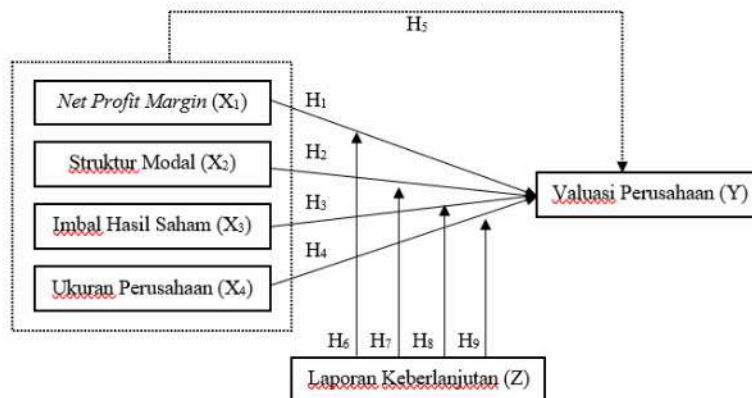 H₅
Net Profit Margin (X₁)
H₁
Struktur Modal (X₂)
H₂
Valuasi Perusahaan (Y)
Imbal Hasil Saham (X₃)
H₃
Ukuran Perusahaan (X₄)
H₄
H₆ H₇ H₈ H₉
Laporan Keberlanjutan (Z)